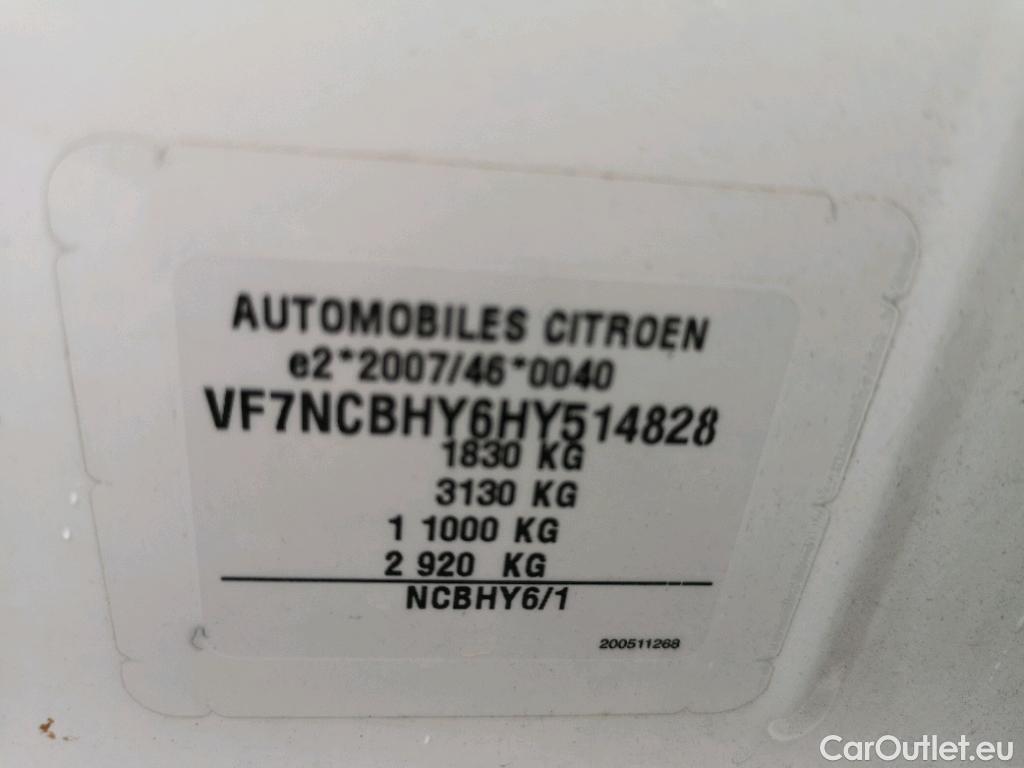 AUTOMOBILES CITROEN
e2*2007/46*0040
VF7NCBHY6HY514828
1830 KG
3130 KG
1 1000 KG
2 920 KG
NCBHY6/1
200511268
CarOutlet.eu